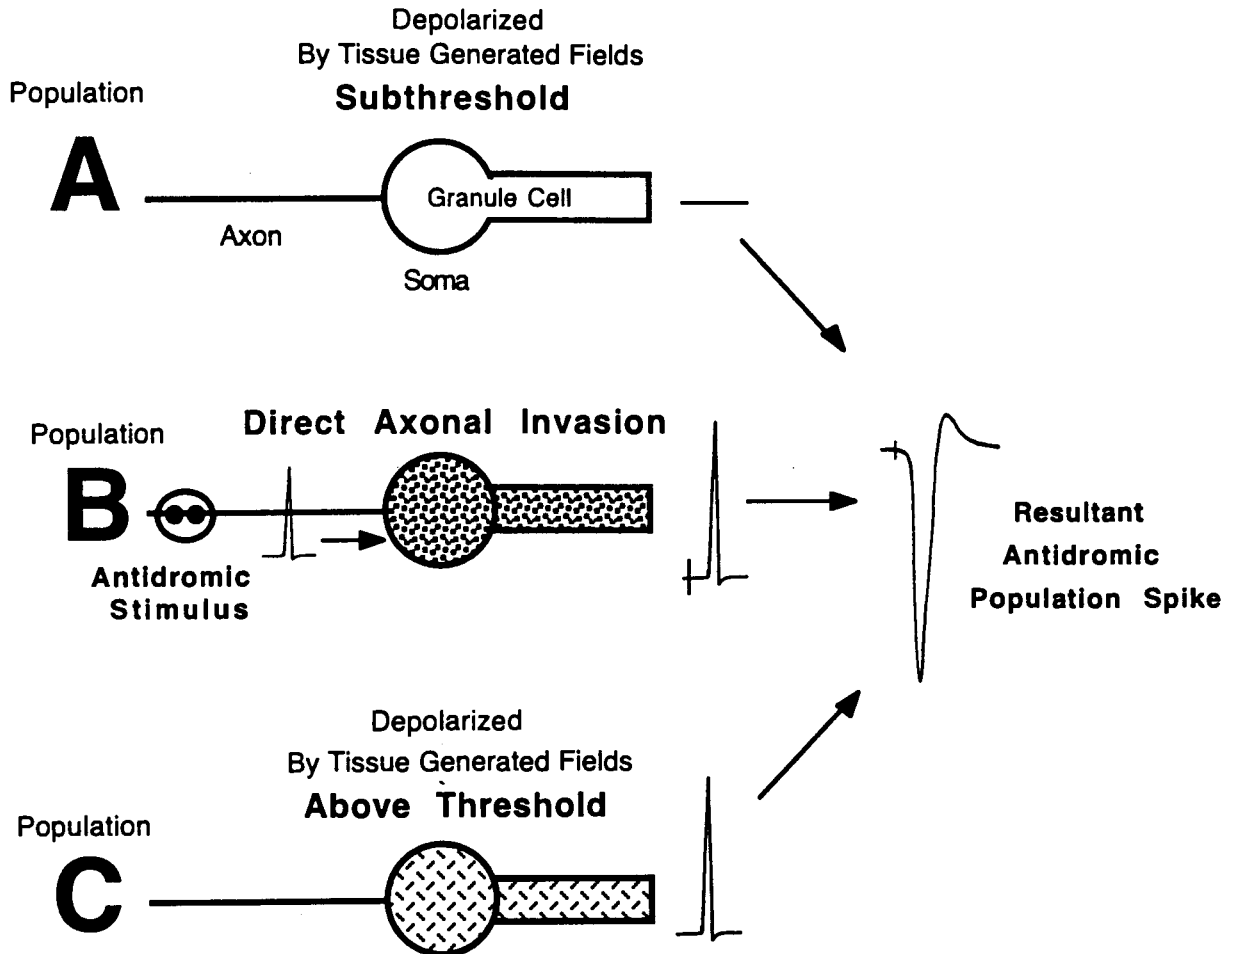 Depolarized
By Tissue Generated Fields
Subthreshold
Population
A
Granule Cell
Axon
Soma
Direct Axonal Invasion
Population
B
Antidromic
Stimulus
Resultant
Antidromic
Population Spike
Depolarized
By Tissue Generated Fields
Above Threshold
Population
C